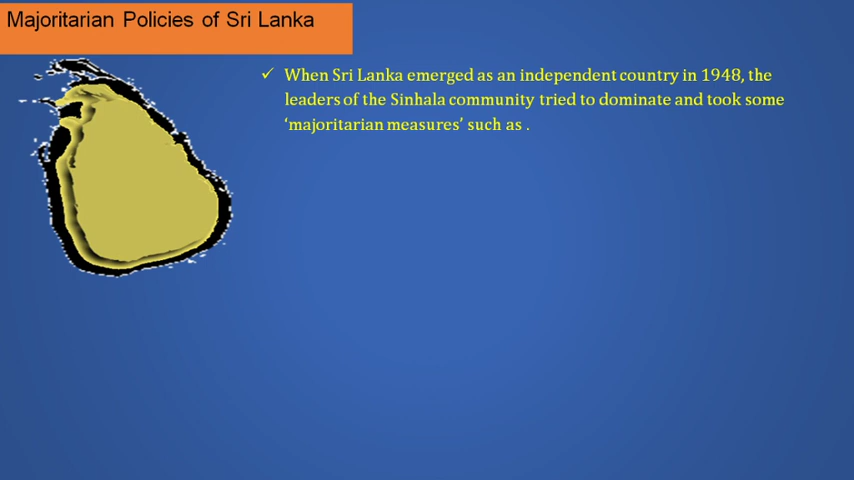 Majoritarian Policies of Sri Lanka
✓ When Sri Lanka emerged as an independent country in 1948, the
leaders of the Sinhala community tried to dominate and took some
‘majoritarian measures’ such as .